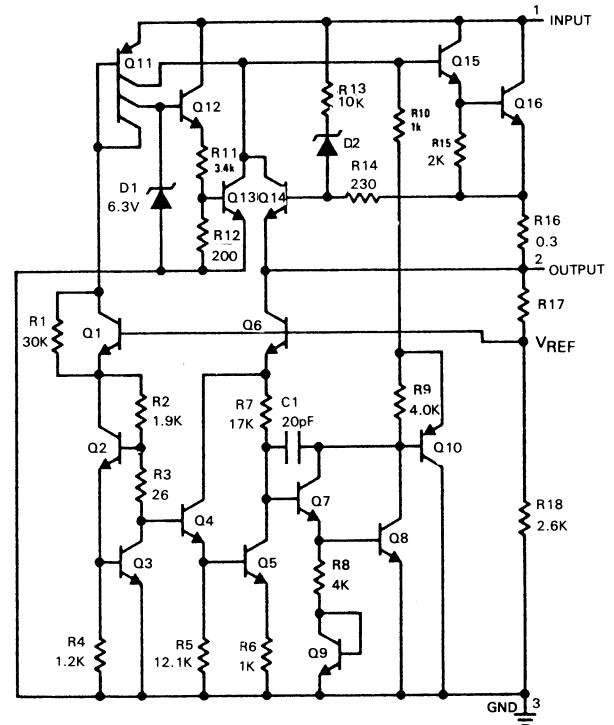 1
INPUT
Q11
Q15
Q12
R13
10K
R10
1k
Q16
D2
R11
3.4k
R14
230
R15
2K
D1
6.3V
Q13
Q14
R12
200
R16
0.3
2
OUTPUT
R1
30K
Q1
Q6
R17
VREF
R2
1.9K
R7
17K
C1
20pF
R9
4.0K
Q2
Q10
R3
26
Q4
Q7
R18
2.6K
Q3
Q5
Q8
R8
4K
R4
1.2K
R5
12.1K
R6
1K
Q9
GND
3